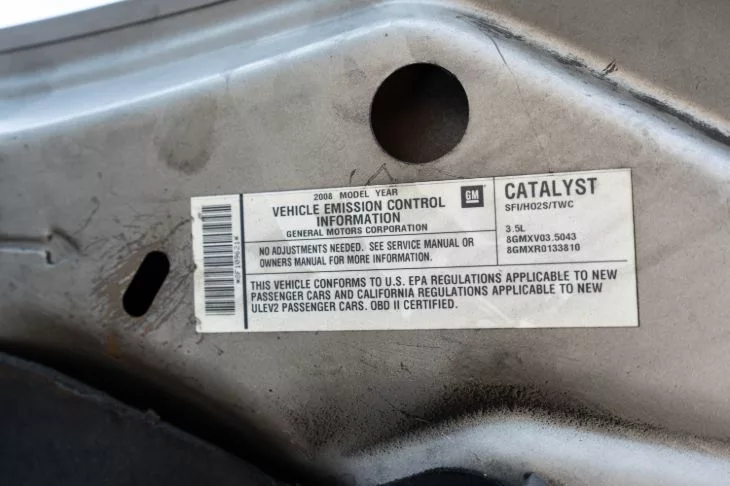 2008 MODEL YEAR
VEHICLE EMISSION CONTROL
INFORMATION
GENERAL MOTORS CORPORATION
GM
NO ADJUSTMENTS NEEDED. SEE SERVICE MANUAL OR
OWNERS MANUAL FOR MORE INFORMATION.
CATALYST
SFI/HO2S/TWC
3.5L
8GMXV03.5043
8GMXR0133810
THIS VEHICLE CONFORMS TO U.S. EPA REGULATIONS APPLICABLE TO NEW
PASSENGER CARS AND CALIFORNIA REGULATIONS APPLICABLE TO NEW
ULEV2 PASSENGER CARS. OBD II CERTIFIED.